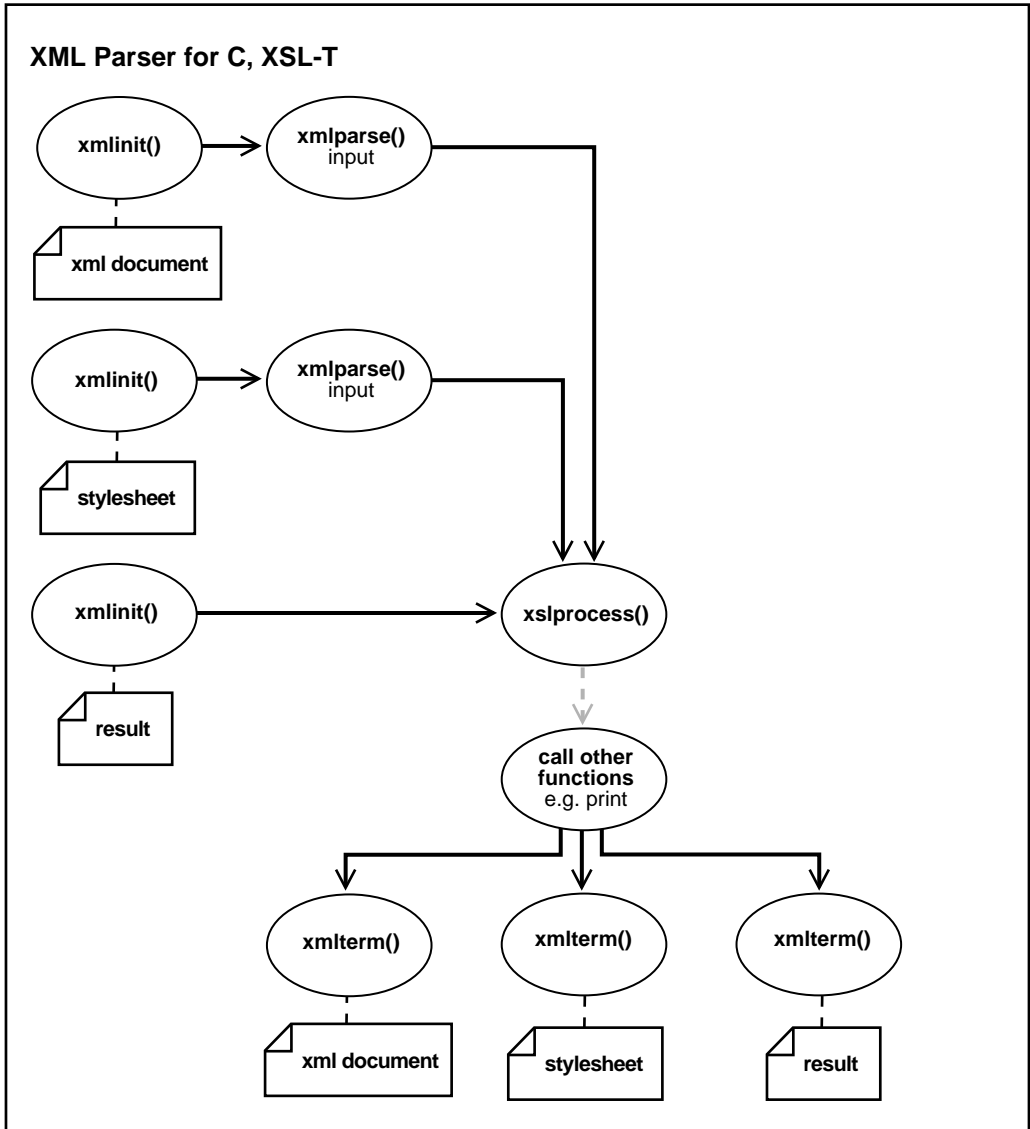 XML Parser for C, XSL-T
xmlinit()
xmlparse()
input
xml document
xmlinit()
xmlparse()
input
stylesheet
xmlinit()
xslprocess()
result
call other
functions
e.g. print
xmlterm()
xmlterm()
xmlterm()
xml document
stylesheet
result